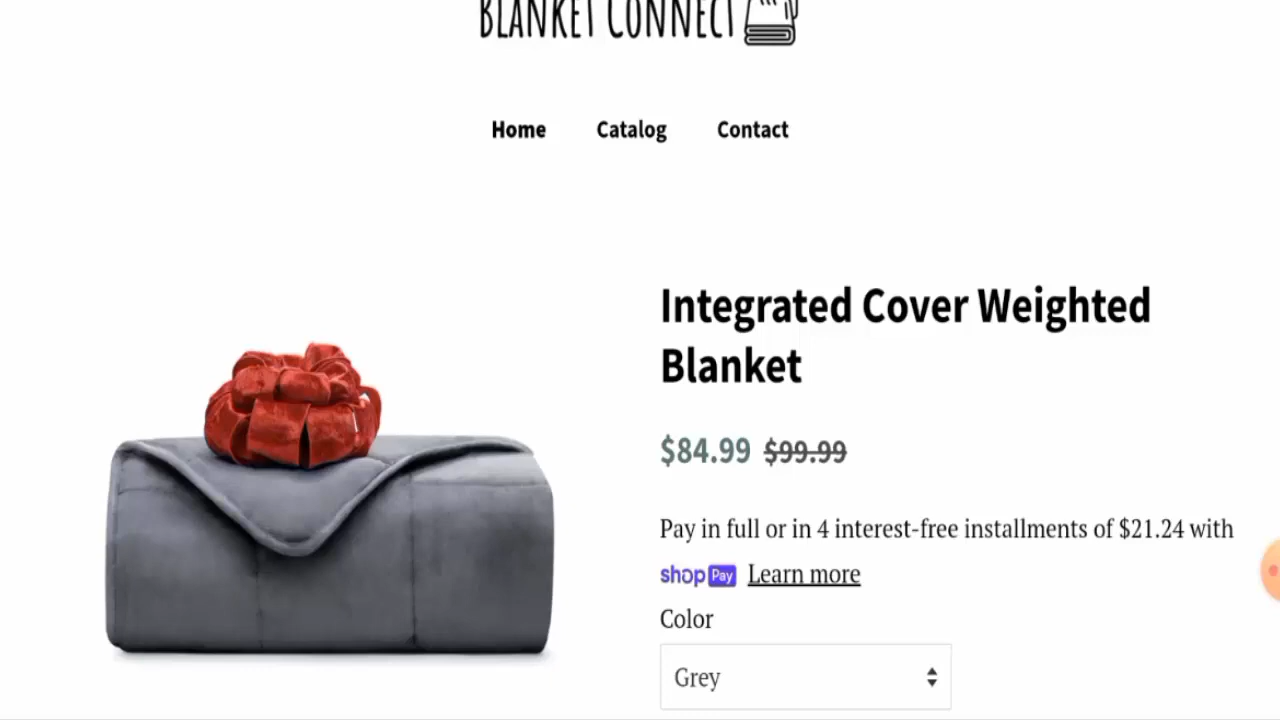 BLANKET CONNECT
Home Catalog Contact
Integrated Cover Weighted
Blanket
$84.99 $99.99
Pay in full or in 4 interest-free installments of $21.24 with
shop Pay Learn more
Color
Grey